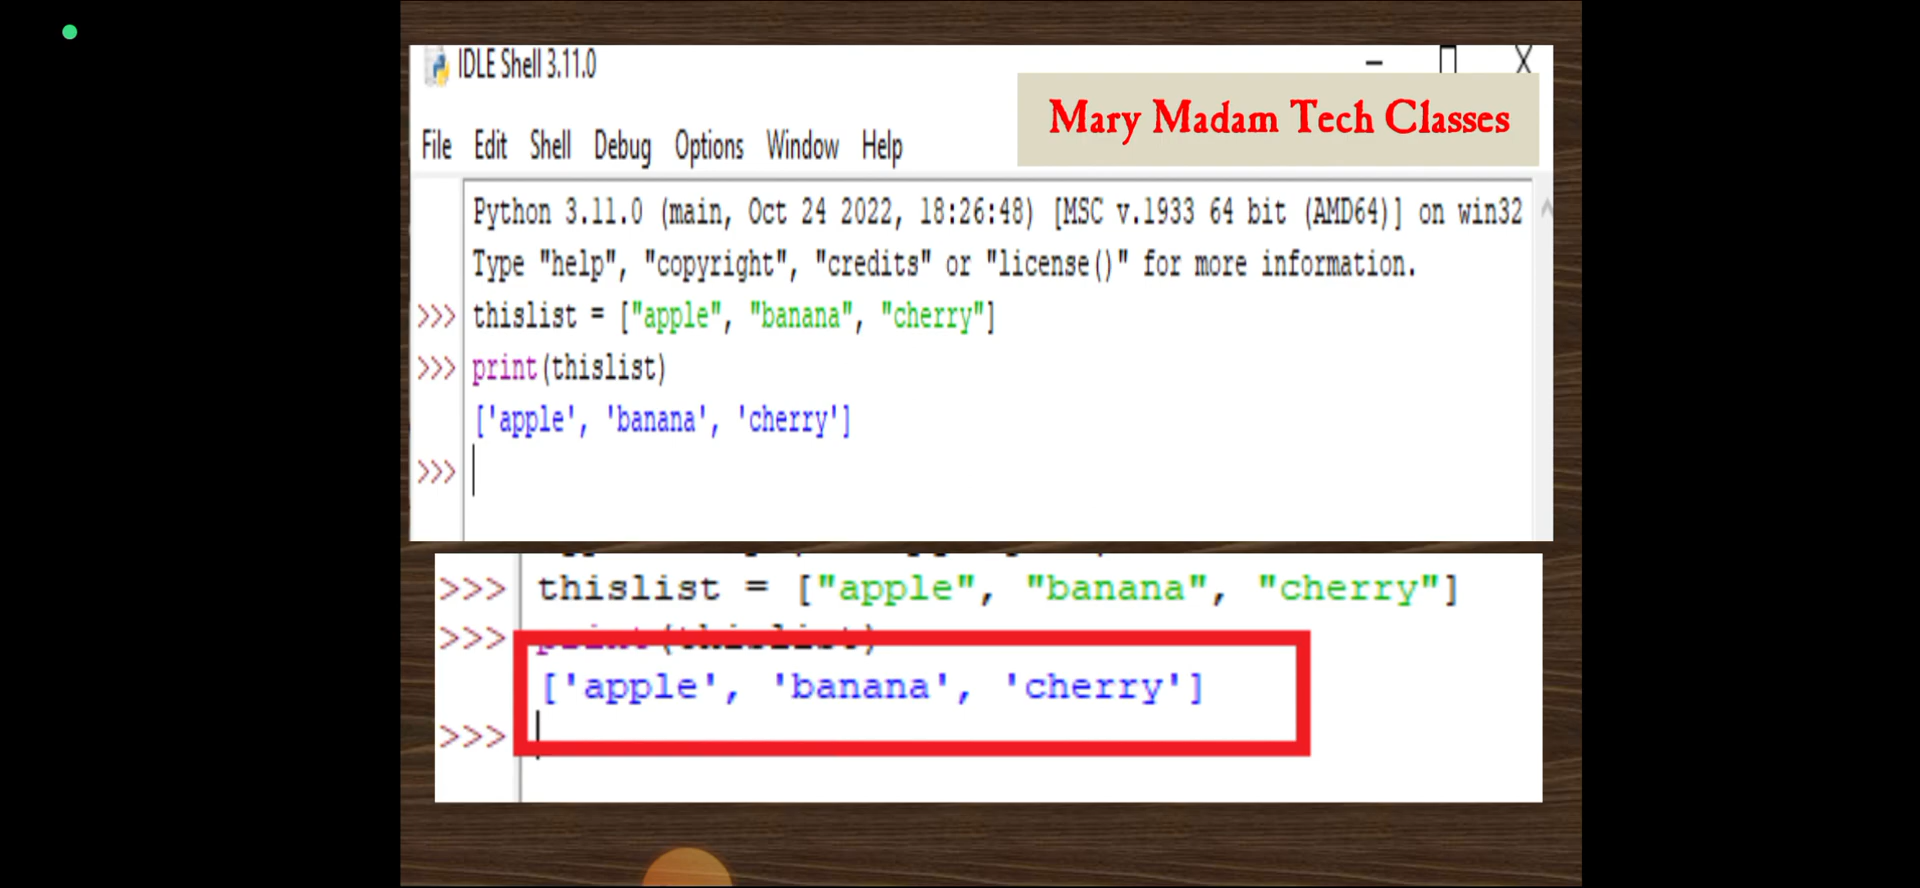 IDLE Shell 3.11.0
Mary Madam Tech Classes
File Edit Shell Debug Options Window Help
Python 3.11.0 (main, Oct 24 2022, 18:26:48) [MSC v.1933 64 bit (AMD64)] on win32
Type "help", "copyright", "credits" or "license()" for more information.
>>> thislist = ["apple", "banana", "cherry"]
>>> print(thislist)
['apple', 'banana', 'cherry']
>>>
>>> thislist = ["apple", "banana", "cherry"]
>>> print(thislist)
['apple', 'banana', 'cherry']
>>>